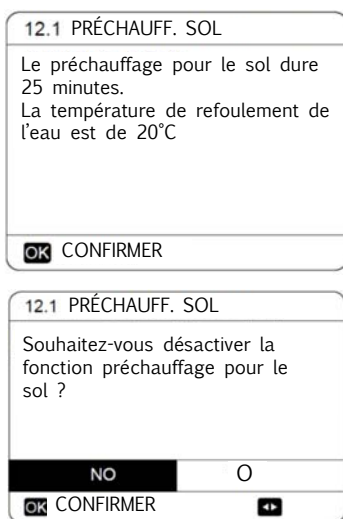 12.1 PRÉCHAUFF. SOL
Le préchauffage pour le sol dure
25 minutes.
La température de refoulement de
l'eau est de 20°C
OK CONFIRMER
12.1 PRÉCHAUFF. SOL
Souhaitez-vous désactiver la
fonction préchauffage pour le
sol ?
NO O
OK CONFIRMER